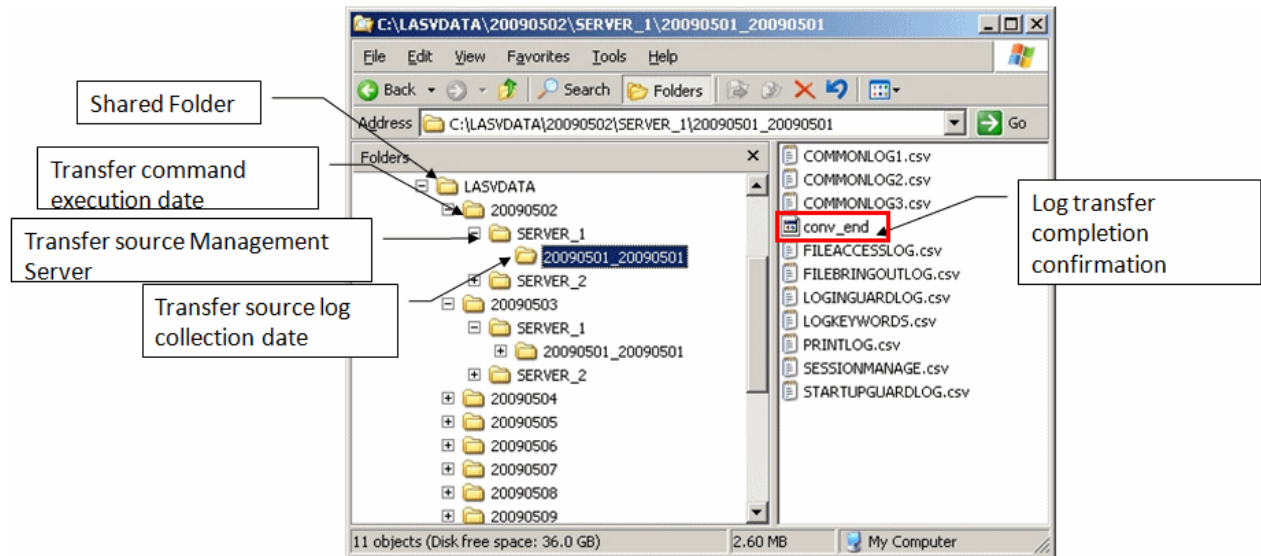 C:\LASVDATA\20090502\SERVER_1\20090501_20090501
File Edit View Favorites Tools Help
Back Search Folders
Address C:\LASVDATA\20090502\SERVER_1\20090501_20090501 Go
Folders
Shared Folder
Transfer command
execution date
Transfer source Management
Server
Transfer source log
collection date
LASVDATA
20090502
SERVER_1
20090501_20090501
SERVER_2
20090503
SERVER_1
20090501_20090501
SERVER_2
20090504
20090505
20090506
20090507
20090508
20090509
COMMONLOG1.csv
COMMONLOG2.csv
COMMONLOG3.csv
conv_end
FILEACCESSLOG.csv
FILEBRINGOUTLOG.csv
LOGINGUARDLOG.csv
LOGKEYWORDS.csv
PRINTLOG.csv
SESSIONMANAGE.csv
STARTUPGUARDLOG.csv
Log transfer
completion
confirmation
11 objects (Disk free space: 36.0 GB) 2.60 MB My Computer